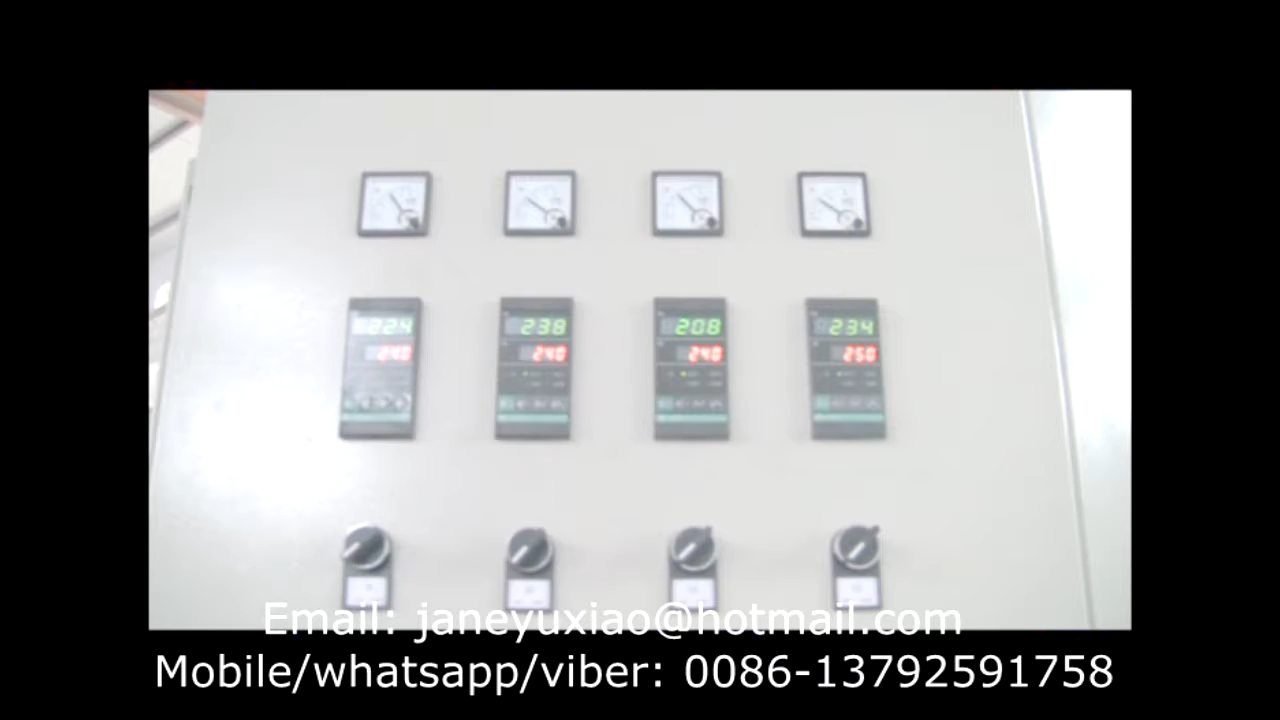 224 238 208 234
240 240 240 250
Email: janeyuxiao@hotmail.com
Mobile/whatsapp/viber: 0086-13792591758